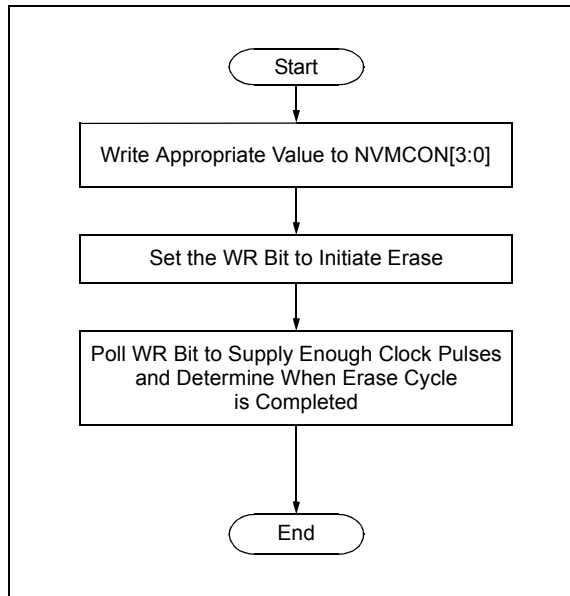 Start
Write Appropriate Value to NVMCON[3:0]
Set the WR Bit to Initiate Erase
Poll WR Bit to Supply Enough Clock Pulses
and Determine When Erase Cycle
is Completed
End